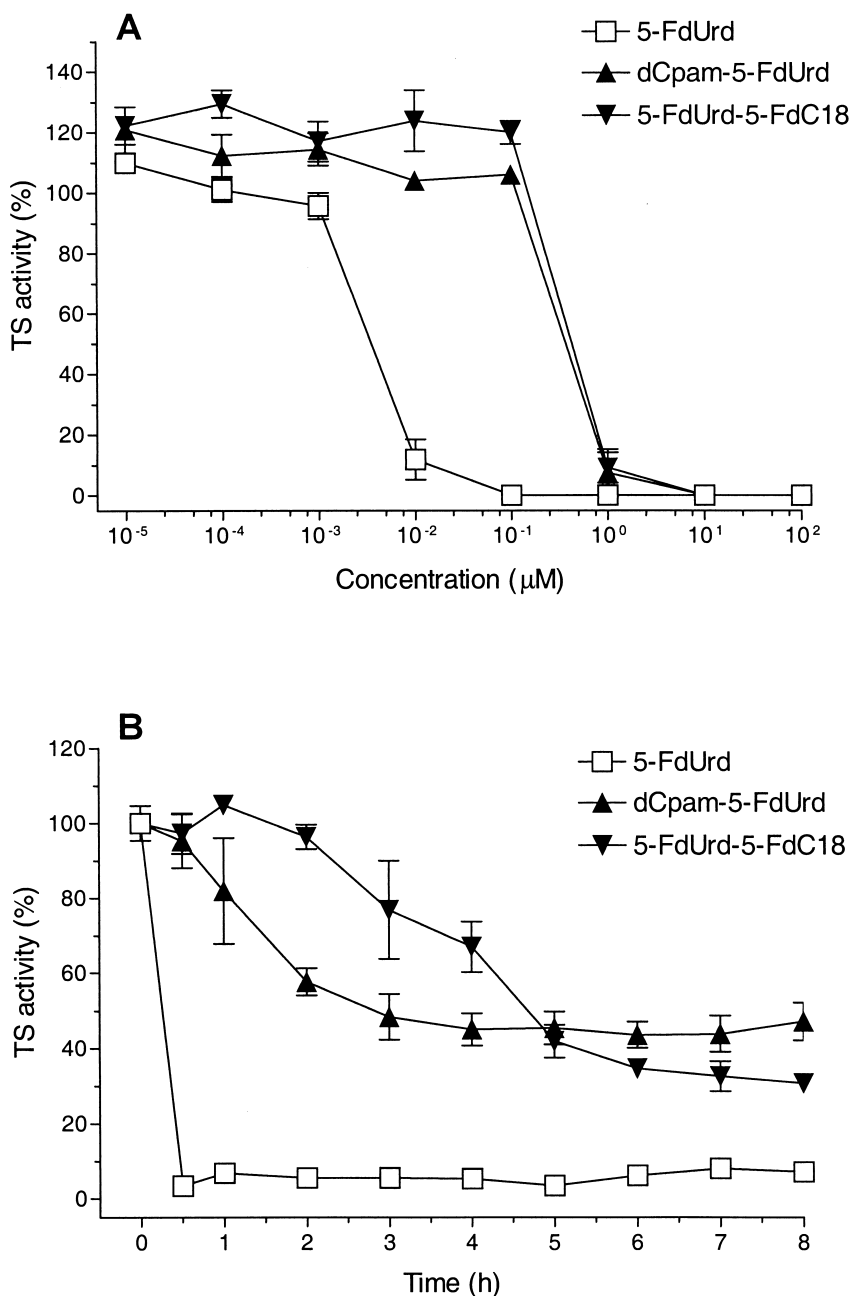 A
5-FdUrd
dCpam-5-FdUrd
5-FdUrd-5-FdC18
140
120
100
80
60
40
20
0
TS activity (%)
10-5 10-4 10-3 10-2 10-1 100 101 102
Concentration (μM)
B
5-FdUrd
dCpam-5-FdUrd
5-FdUrd-5-FdC18
120
100
80
60
40
20
0
TS activity (%)
0 1 2 3 4 5 6 7 8
Time (h)